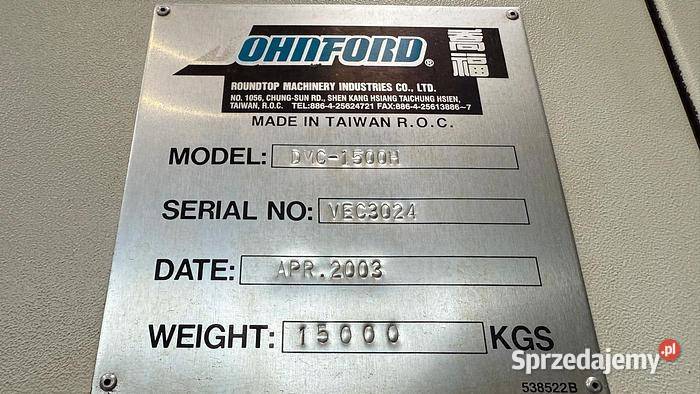 JOHNFORD ® 喬福
ROUNDTOP MACHINERY INDUSTRIES CO., LTD.
NO. 1056, CHUNG-SUN RD., SHEN KANG HSIANG TAICHUNG HSIEN,
TAIWAN, R.O.C. TEL:886-4-25624721 FAX:886-4-25613886~7
MADE IN TAIWAN R.O.C.
MODEL: DMC-1500H
SERIAL NO: VEC3024
DATE: APR.2003
WEIGHT: 15000 KGS
538522B
Sprzedajemy.pl